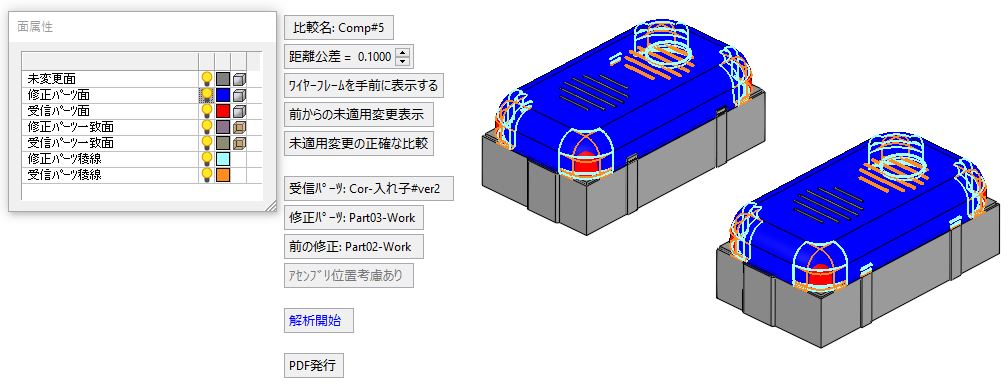 面属性
未変更面
修正パーツ面
受信パーツ面
修正パーツ一致面
受信パーツ一致面
修正パーツ稜線
受信パーツ稜線
比較名: Comp#5
距離公差 = 0.1000
ワイヤーフレームを手前に表示する
前からの未適用変更表示
未適用変更の正確な比較
受信パーツ: Cor-入れ子#ver2
修正パーツ: Part03-Work
前の修正: Part02-Work
アセンブリ位置考慮あり
解析開始
PDF発行